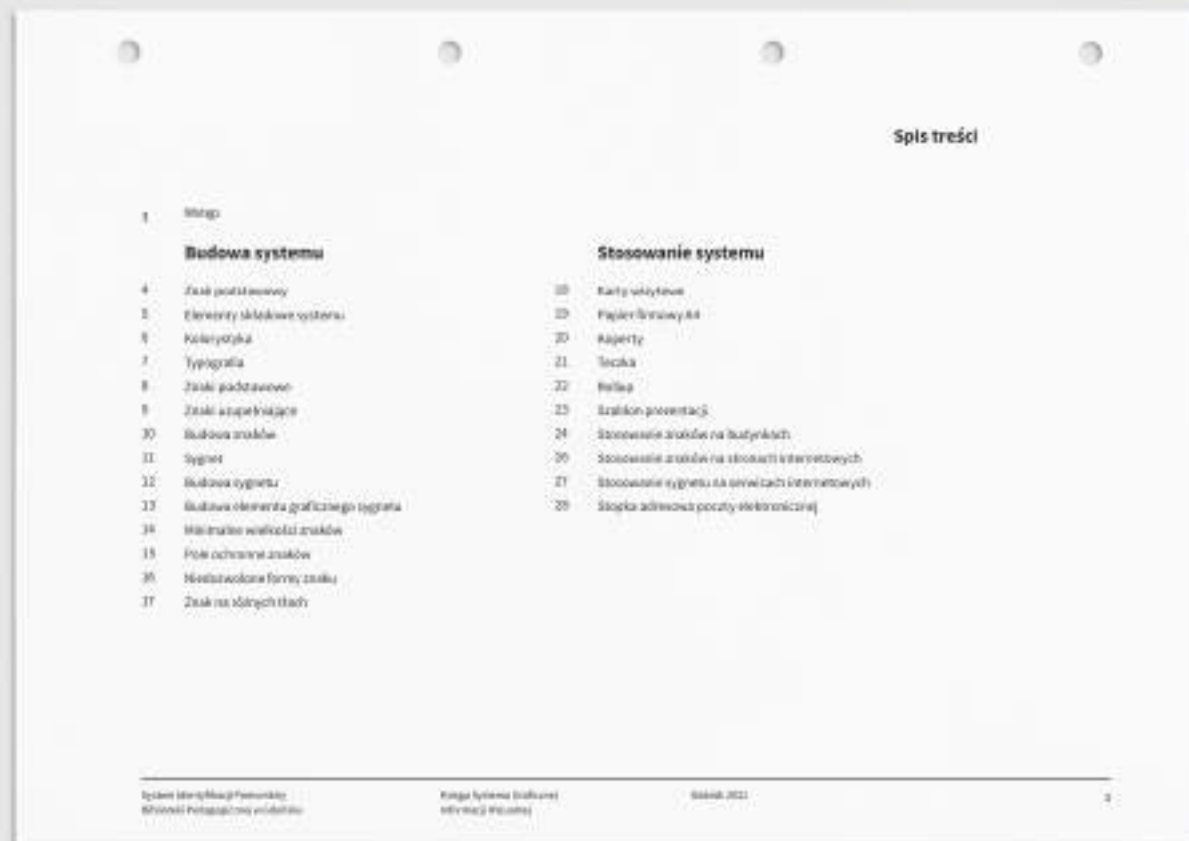 Spis treści
3 Wstęp
Budowa systemu
4 Znak podstawowy
5 Elementy składowe systemu
6 Kolorystyka
7 Typografia
8 Znaki podstawowe
9 Znaki uzupełniające
10 Budowa znaków
11 Sygnet
12 Budowa sygnetu
13 Budowa elementu graficznego sygnetu
14 Minimalne wielkości znaków
15 Pole ochronne znaków
16 Niedozwolone formy znaku
17 Znak na różnych tłach
Stosowanie systemu
18 Karty wizytowe
19 Papier firmowy A4
20 Koperty
21 Teczka
22 Rollup
23 Szablon prezentacji
24 Stosowanie znaków na budynkach
26 Stosowanie znaków na stronach internetowych
27 Stosowanie sygnetu na serwisach internetowych
Stopka adresowa poczty elektronicznej
System Identyfikacji Pomorskiej
Biblioteki Pedagogicznej w Gdańsku
Księga Systemu Graficznej
Informacji Wizualnej
Gdańsk